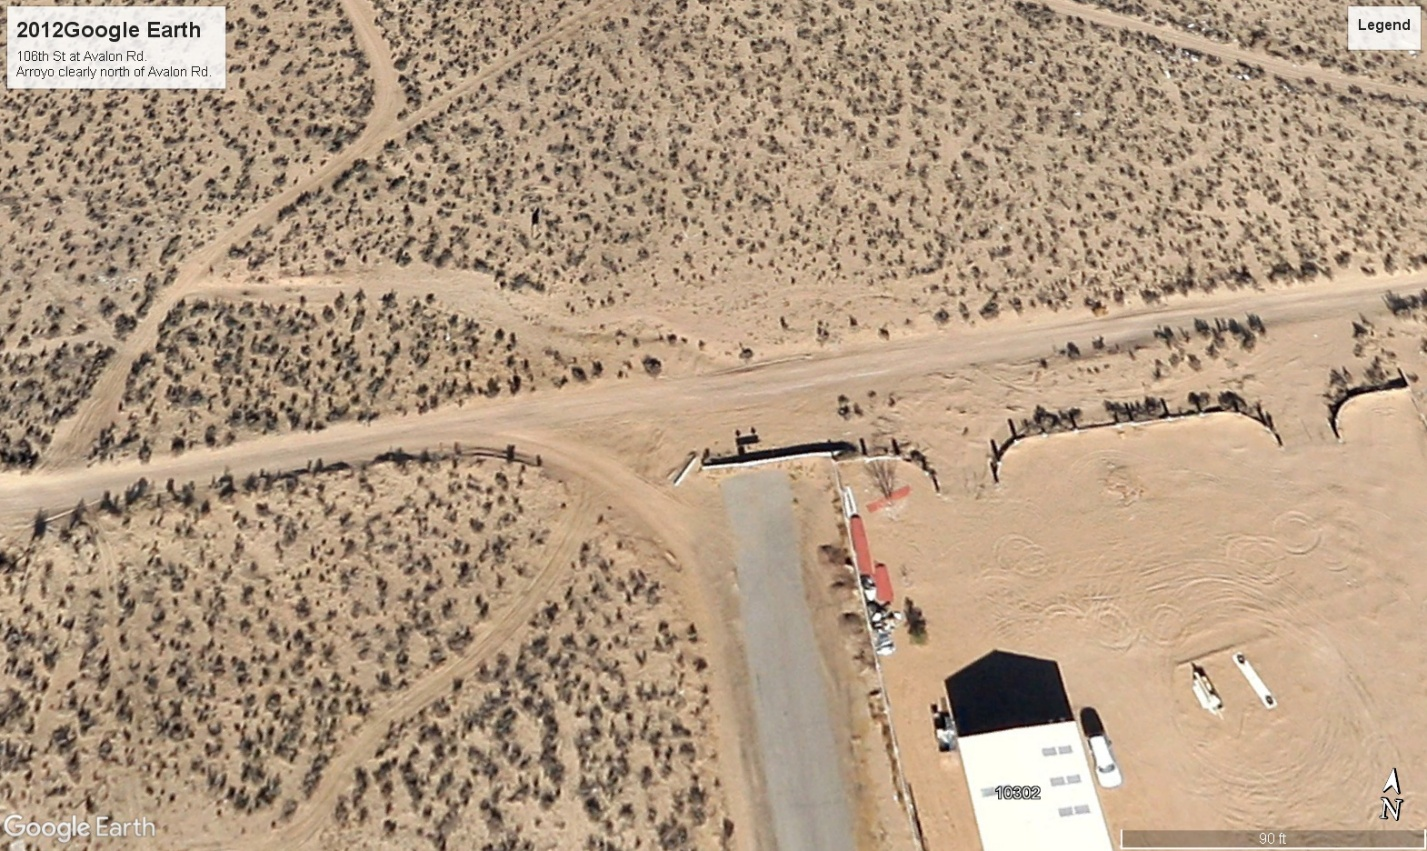 2012Google Earth
106th St at Avalon Rd.
Arroyo clearly north of Avalon Rd.
Legend
10302
N
Google Earth
90 ft